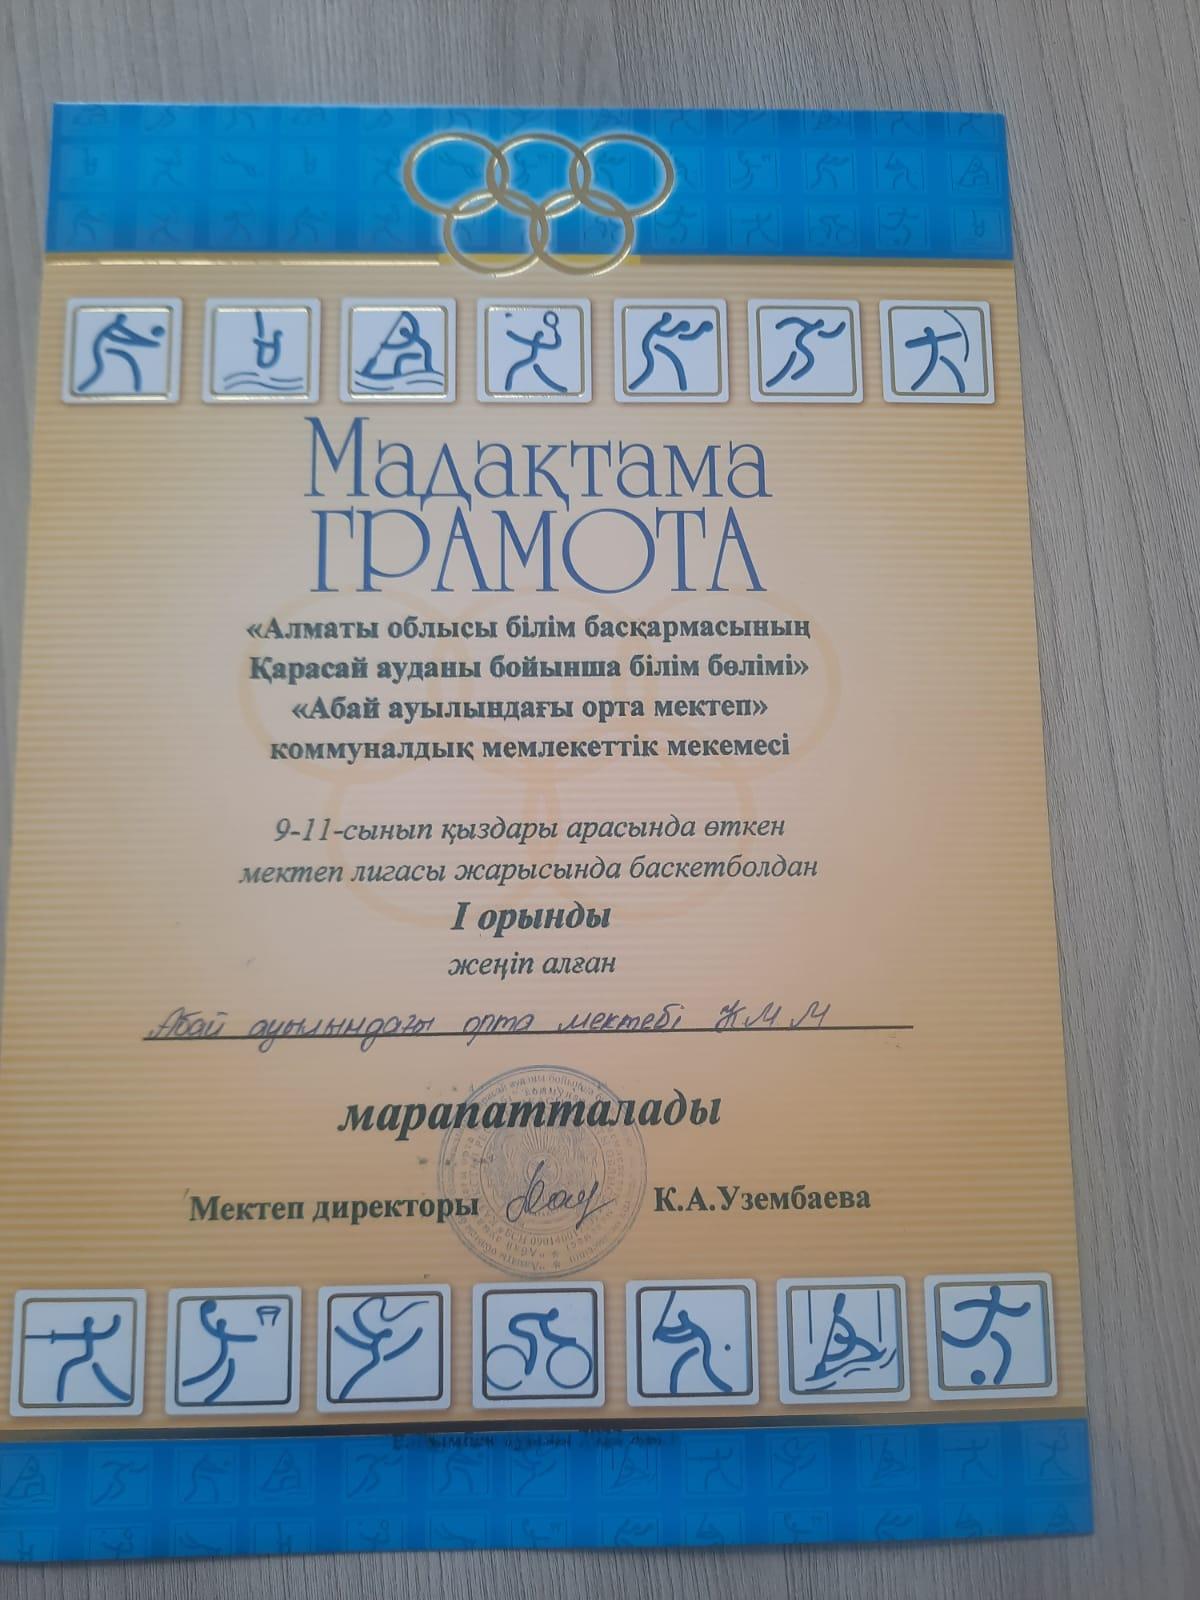 Мадақтама
ГРАМОТА
«Алматы облысы білім басқармасының
Қарасай ауданы бойынша білім бөлімі»
«Абай ауылындағы орта мектеп»
коммуналдық мемлекеттік мекемесі
9-11-сынып қыздары арасында өткен
мектеп лигасы жарысында баскетболдан
I орынды
жеңіп алған
Абай ауылындағы орта мектебі КММ
марапатталады
Мектеп директоры К.А.Узембаева